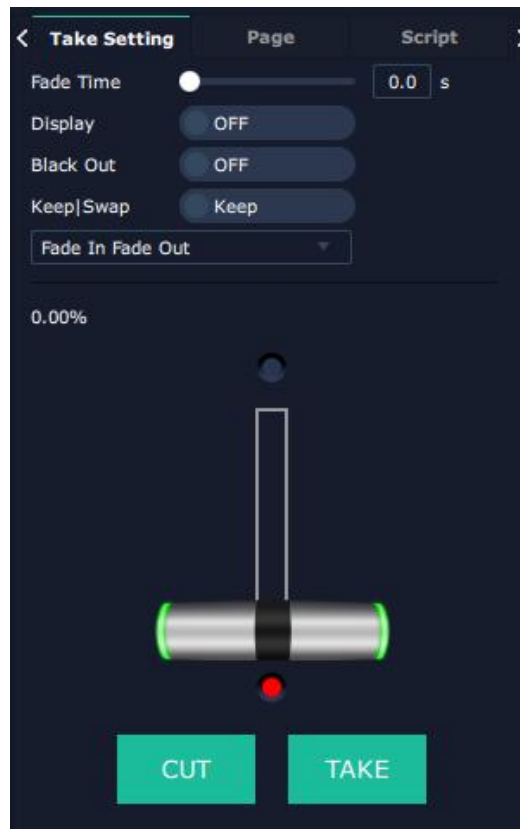 Take Setting Page Script
Fade Time 0.0 s
Display OFF
Black Out OFF
Keep|Swap Keep
Fade In Fade Out
0.00%
CUT TAKE